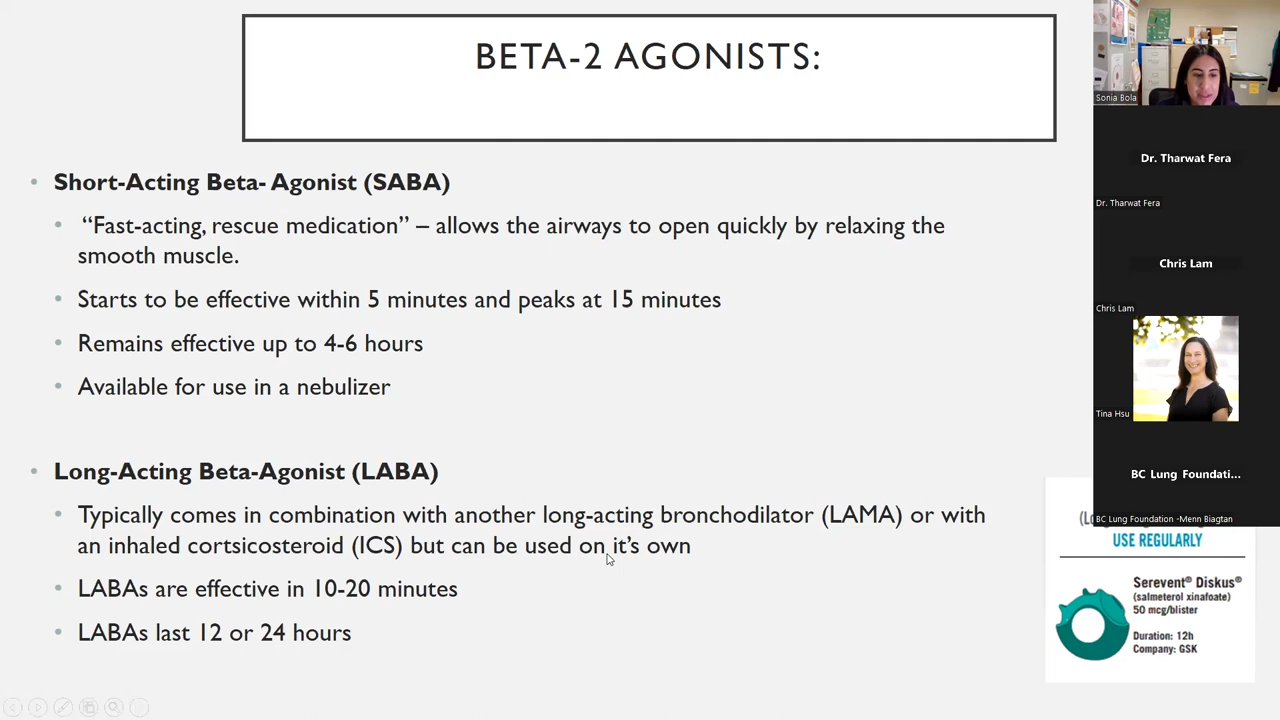 BETA-2 AGONISTS:
• Short-Acting Beta- Agonist (SABA)
• “Fast-acting, rescue medication” – allows the airways to open quickly by relaxing the
smooth muscle.
• Starts to be effective within 5 minutes and peaks at 15 minutes
• Remains effective up to 4-6 hours
• Available for use in a nebulizer
• Long-Acting Beta-Agonist (LABA)
• Typically comes in combination with another long-acting bronchodilator (LAMA) or with
an inhaled cortsicosteroid (ICS) but can be used on it’s own
• LABAs are effective in 10-20 minutes
• LABAs last 12 or 24 hours
Sonia Bola
Dr. Tharwat Fera
Dr. Tharwat Fera
Chris Lam
Chris Lam
Tina Hsu
BC Lung Foundati...
BC Lung Foundation -Menn Biagtan
USE REGULARLY
Serevent® Diskus®
(salmeterol xinafoate)
50 mcg/blister
Duration: 12h
Company: GSK